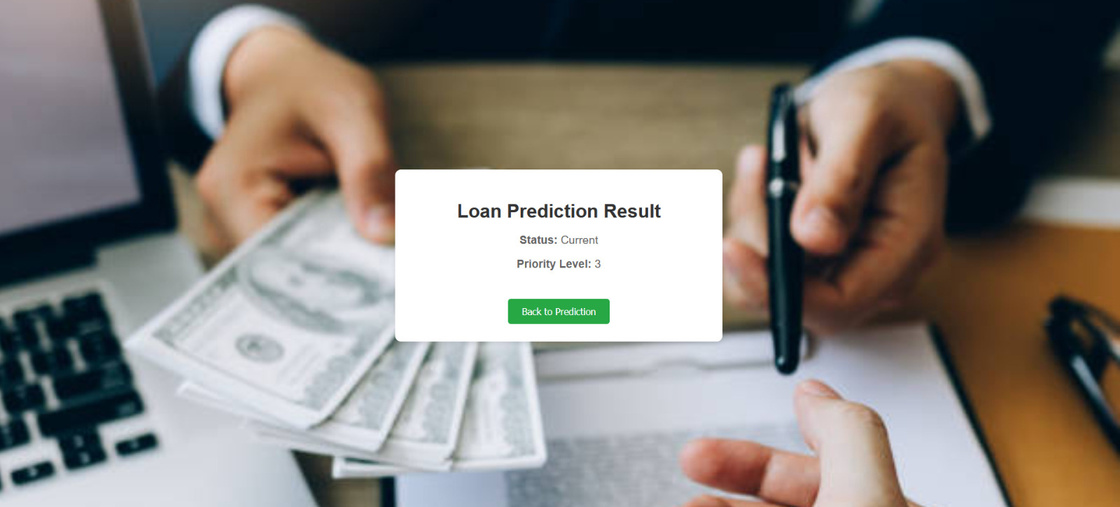 Loan Prediction Result
Status: Current
Priority Level: 3
Back to Prediction